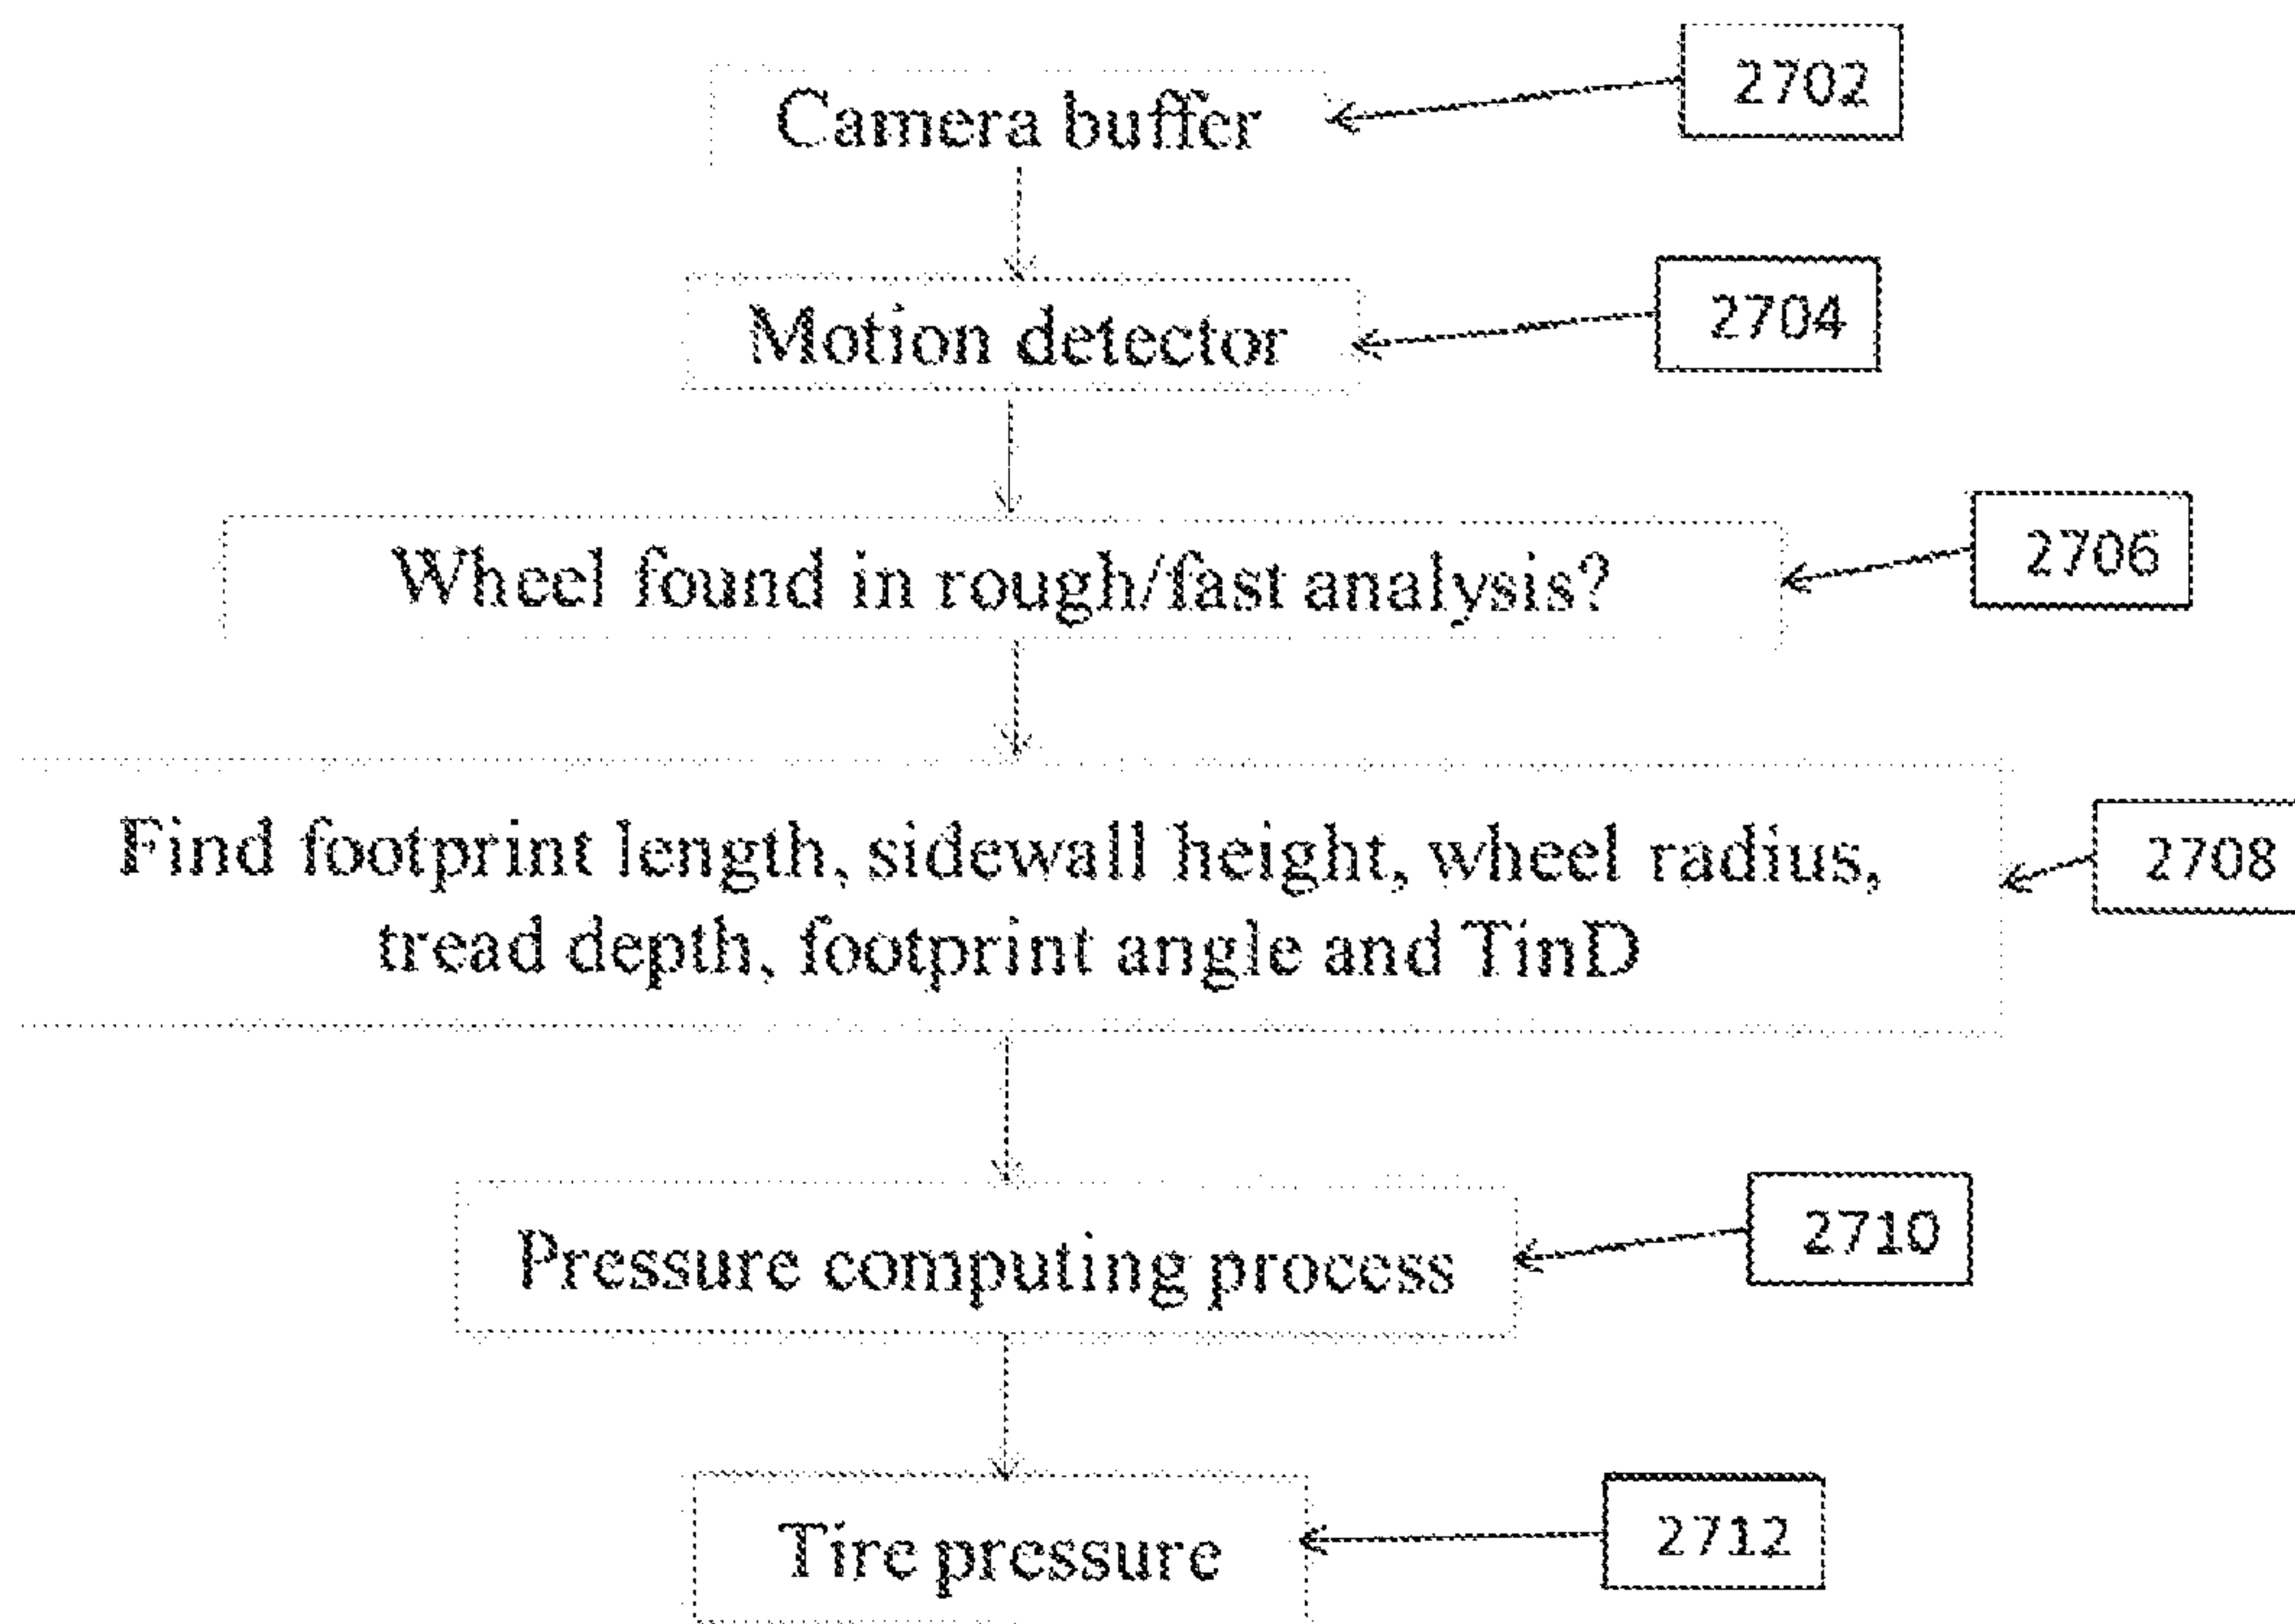 Camera buffer
2702
Motion detector
2704
Wheel found in rough/fast analysis?
2706
Find footprint length, sidewall height, wheel radius,
tread depth, footprint angle and TinD
2708
Pressure computing process
2710
Tire pressure
2712